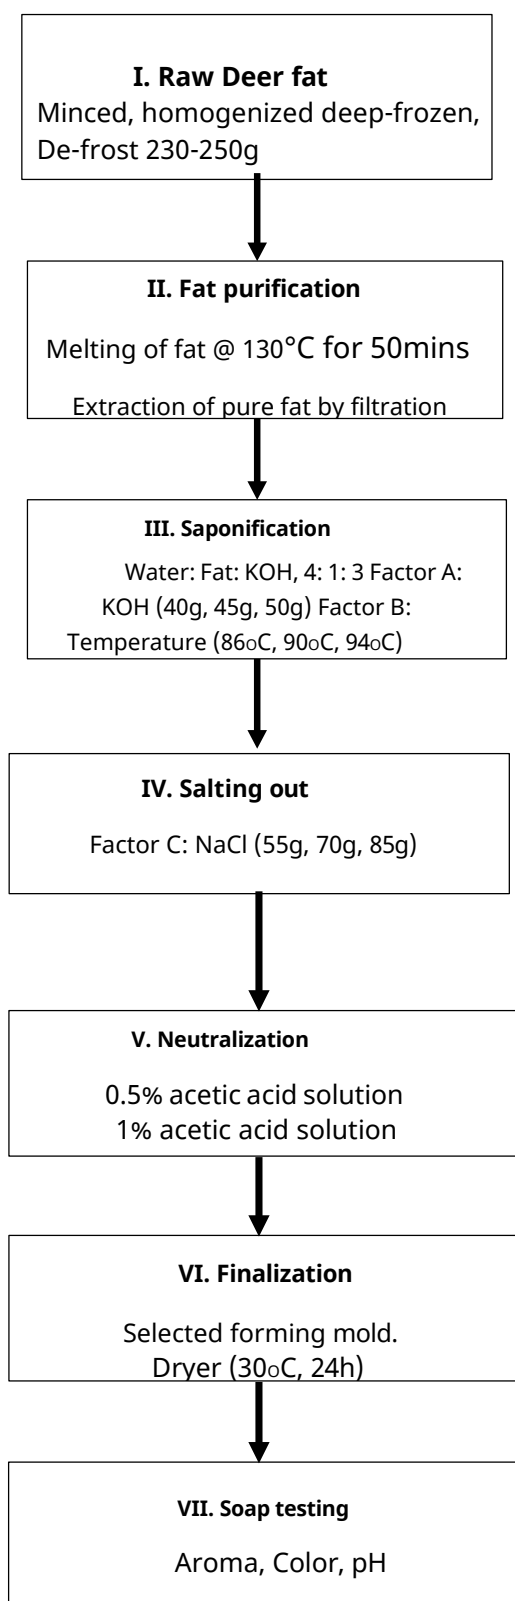 I. Raw Deer fat
Minced, homogenized deep-frozen,
De-frost 230-250g
II. Fat purification
Melting of fat @ 130°C for 50mins
Extraction of pure fat by filtration
III. Saponification
Water: Fat: KOH, 4: 1: 3 Factor A:
KOH (40g, 45g, 50g) Factor B:
Temperature (86oC, 90oC, 94oC)
IV. Salting out
Factor C: NaCl (55g, 70g, 85g)
V. Neutralization
0.5% acetic acid solution
1% acetic acid solution
VI. Finalization
Selected forming mold.
Dryer (30oC, 24h)
VII. Soap testing
Aroma, Color, pH